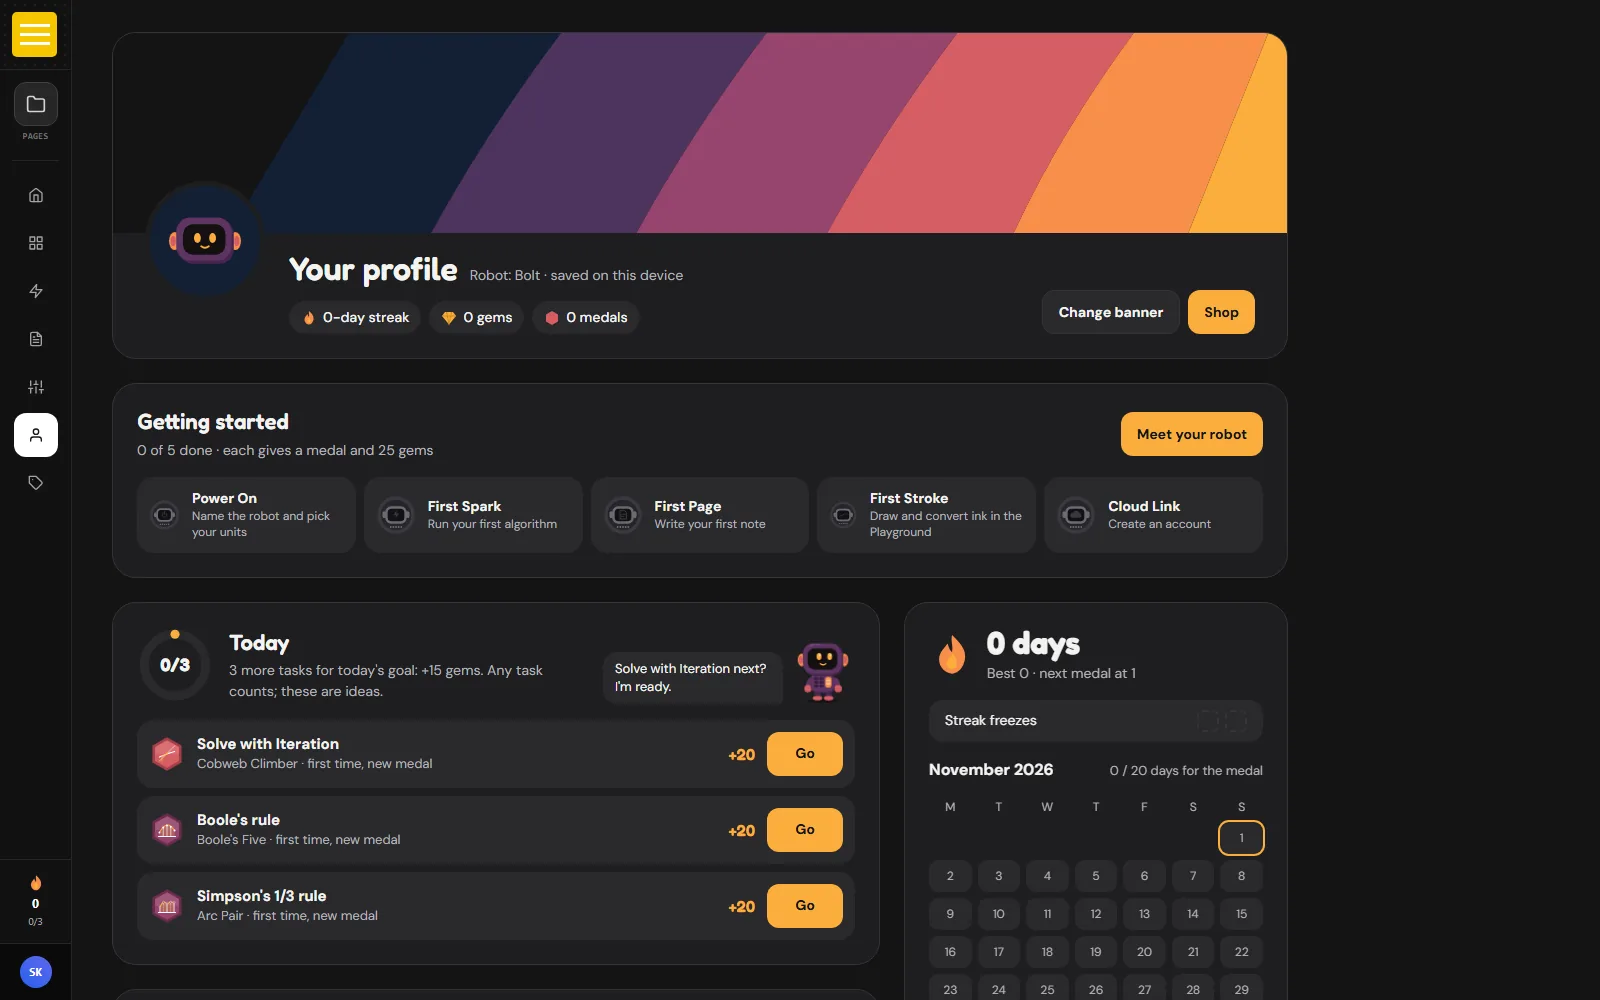 PAGES
Your profile
Robot: Bolt · saved on this device
0-day streak
0 gems
0 medals
Change banner
Shop
Getting started
0 of 5 done · each gives a medal and 25 gems
Meet your robot
Power On
Name the robot and pick
your units
First Spark
Run your first algorithm
First Page
Write your first note
First Stroke
Draw and convert ink in the
Playground
Cloud Link
Create an account
0/3
Today
3 more tasks for today's goal: +15 gems. Any task
counts; these are ideas.
Solve with Iteration next?
I'm ready.
Solve with Iteration
Cobweb Climber · first time, new medal
+20
Go
Boole's rule
Boole's Five · first time, new medal
+20
Go
Simpson's 1/3 rule
Arc Pair · first time, new medal
+20
Go
0 days
Best 0 · next medal at 1
Streak freezes
November 2026
0 / 20 days for the medal
M T W T F S S
1
2 3 4 5 6 7 8
9 10 11 12 13 14 15
16 17 18 19 20 21 22
23 24 25 26 27 28 29
0
0/3
SK